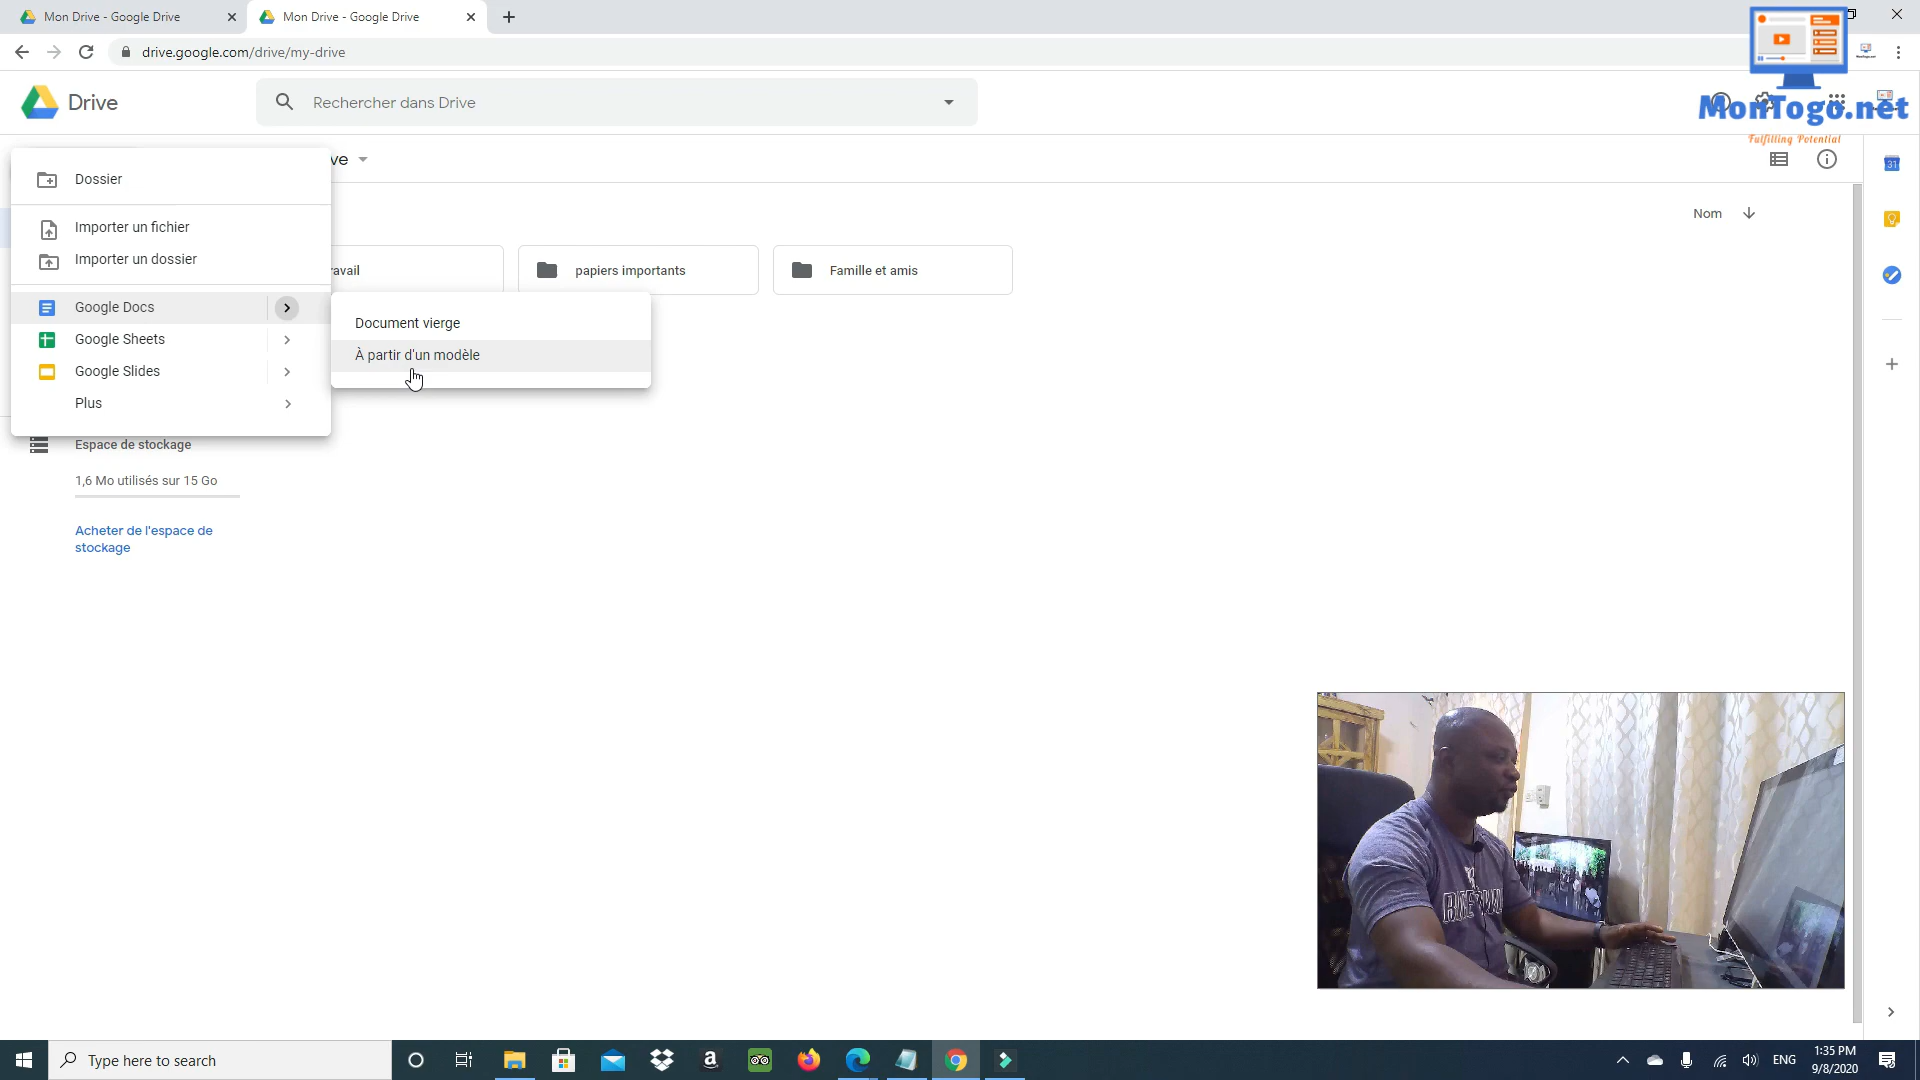 Mon Drive - Google Drive
Mon Drive - Google Drive
drive.google.com/drive/my-drive
Drive
Rechercher dans Drive
MonTogo.net
Fulfilling Potential
ve
Dossier
Importer un fichier
Importer un dossier
Google Docs
Google Sheets
Google Slides
Plus
Document vierge
À partir d'un modèle
Nom
ravail
papiers importants
Famille et amis
31
Espace de stockage
1,6 Mo utilisés sur 15 Go
Acheter de l'espace de
stockage
Type here to search
ENG
1:35 PM
9/8/2020